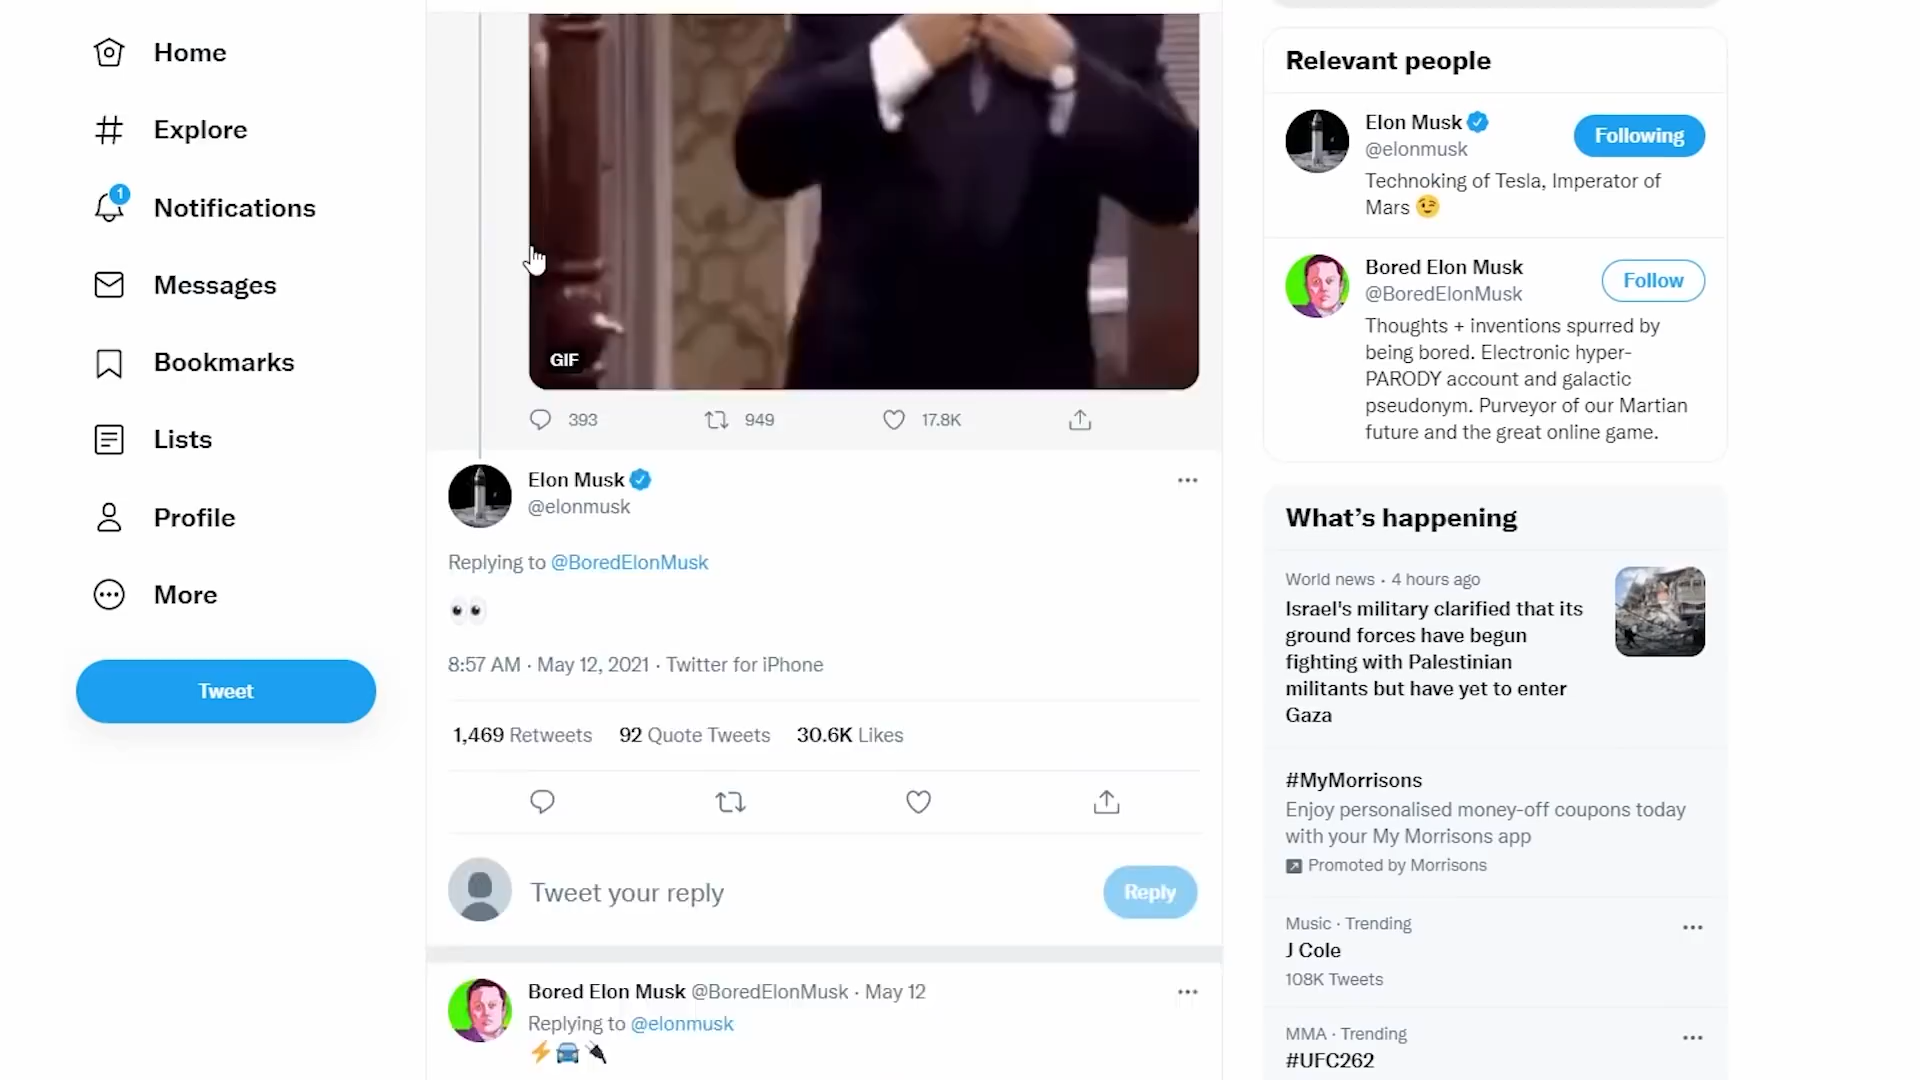 Home
Explore
1
Notifications
Messages
Bookmarks
Lists
Profile
More
Tweet
GIF
393
949
17.8K
Elon Musk
@elonmusk
Replying to @BoredElonMusk
8:57 AM · May 12, 2021 · Twitter for iPhone
1,469 Retweets 92 Quote Tweets 30.6K Likes
Tweet your reply
Reply
Bored Elon Musk @BoredElonMusk · May 12
Replying to @elonmusk
Relevant people
Elon Musk
@elonmusk
Following
Technoking of Tesla, Imperator of
Mars 😉
Bored Elon Musk
@BoredElonMusk
Follow
Thoughts + inventions spurred by
being bored. Electronic hyper-
PARODY account and galactic
pseudonym. Purveyor of our Martian
future and the great online game.
What's happening
World news · 4 hours ago
Israel's military clarified that its
ground forces have begun
fighting with Palestinian
militants but have yet to enter
Gaza
#MyMorrisons
Enjoy personalised money-off coupons today
with your My Morrisons app
Promoted by Morrisons
Music · Trending
J Cole
108K Tweets
MMA · Trending
#UFC262